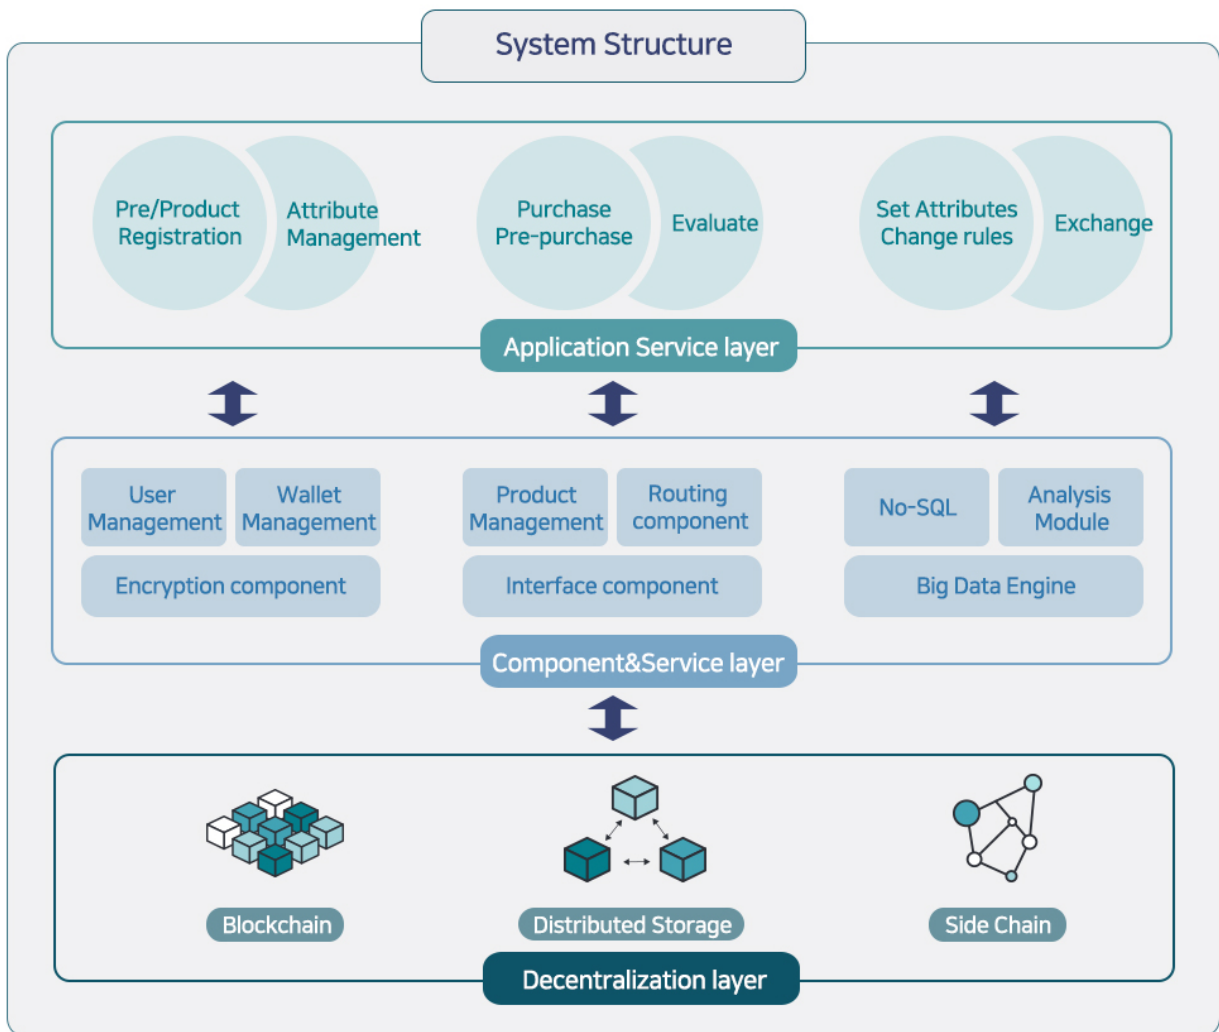 System Structure
Pre/Product
Registration
Attribute
Management
Purchase
Pre-purchase
Evaluate
Set Attributes
Change rules
Exchange
Application Service layer
User
Management
Wallet
Management
Product
Management
Routing
component
No-SQL
Analysis
Module
Encryption component
Interface component
Big Data Engine
Component&Service layer
Blockchain
Distributed Storage
Side Chain
Decentralization layer